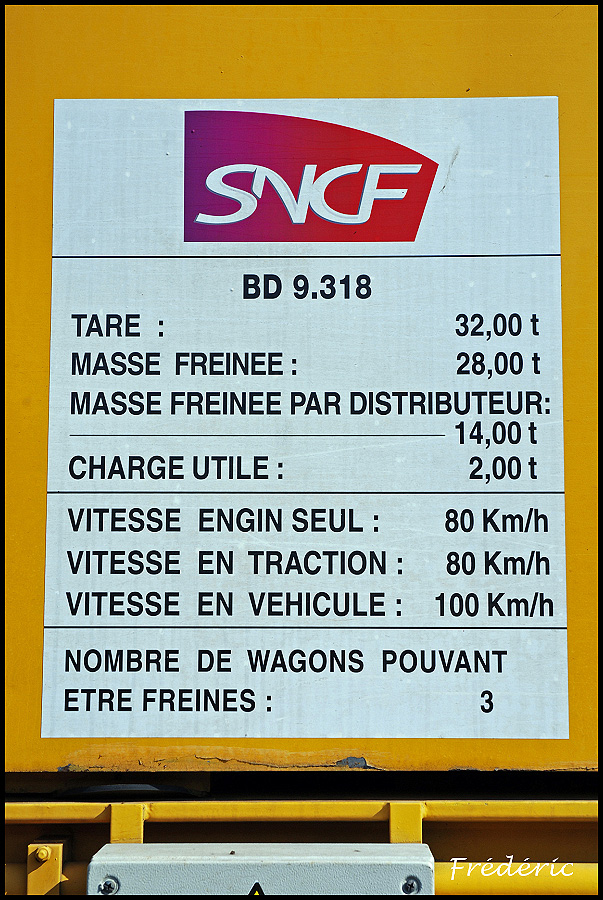 SNCF
BD 9.318
TARE : 32,00 t
MASSE FREINEE : 28,00 t
MASSE FREINEE PAR DISTRIBUTEUR:
14,00 t
CHARGE UTILE : 2,00 t
VITESSE ENGIN SEUL : 80 Km/h
VITESSE EN TRACTION : 80 Km/h
VITESSE EN VEHICULE : 100 Km/h
NOMBRE DE WAGONS POUVANT
ETRE FREINES : 3
Frédéric